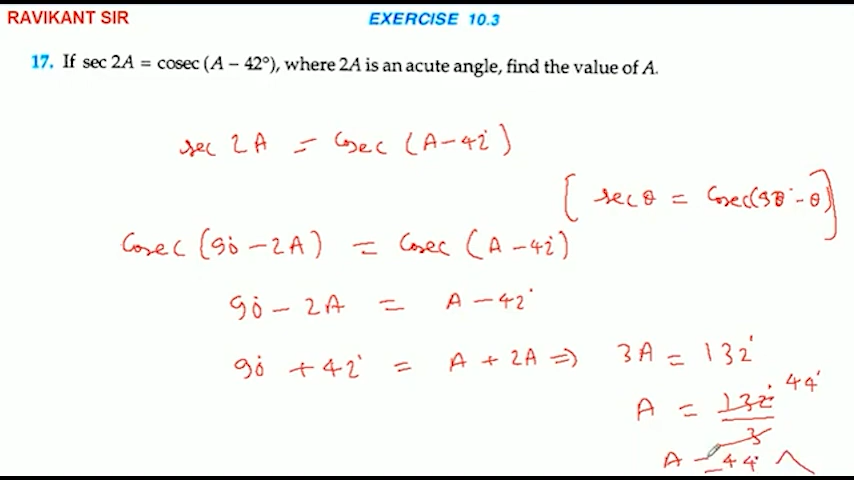 RAVIKANT SIR
EXERCISE 10.3
17. If sec 2A = cosec (A – 42°), where 2A is an acute angle, find the value of A.
sec 2A = Cosec (A – 42°)
[ sec θ = Cosec(90° – θ) ]
Cosec (90° – 2A) = Cosec (A – 42°)
90° – 2A = A – 42°
90° + 42° = A + 2A ⇒ 3A = 132°
A = 132°/3 44°
A = 44°